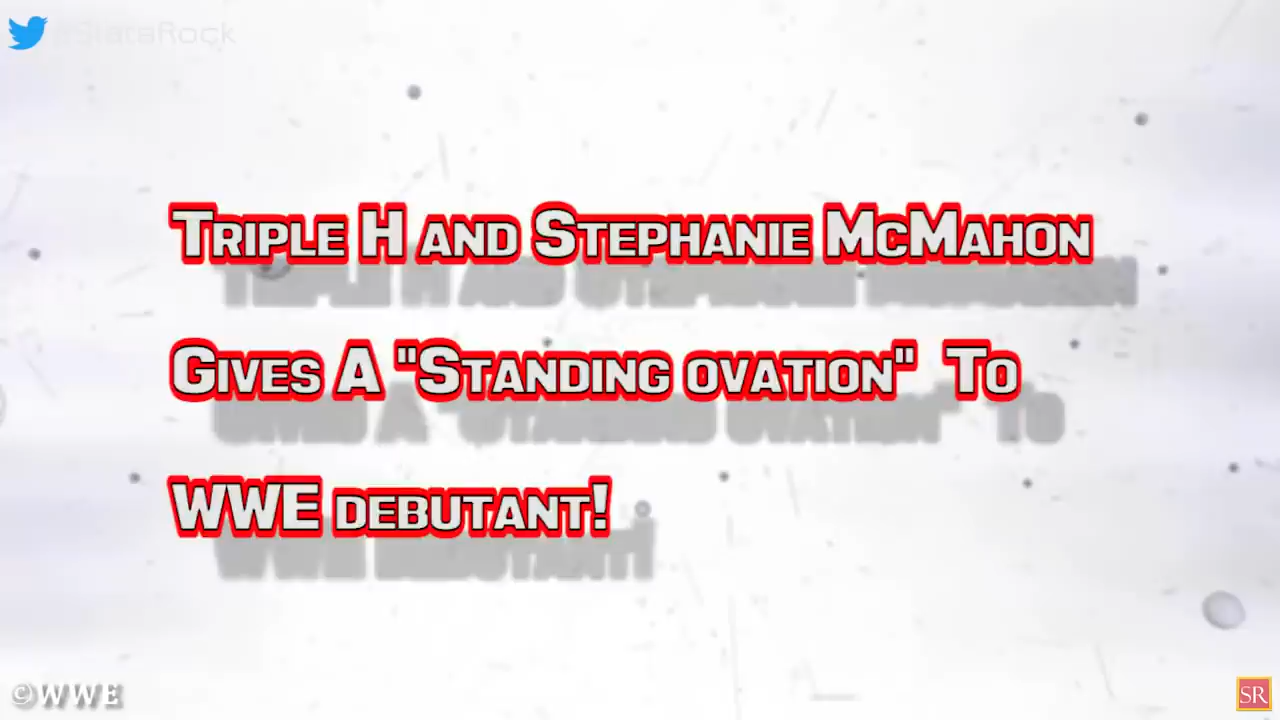 Triple H and Stephanie McMahon
Gives A "Standing ovation" To
WWE debutant!
©WWE
SR